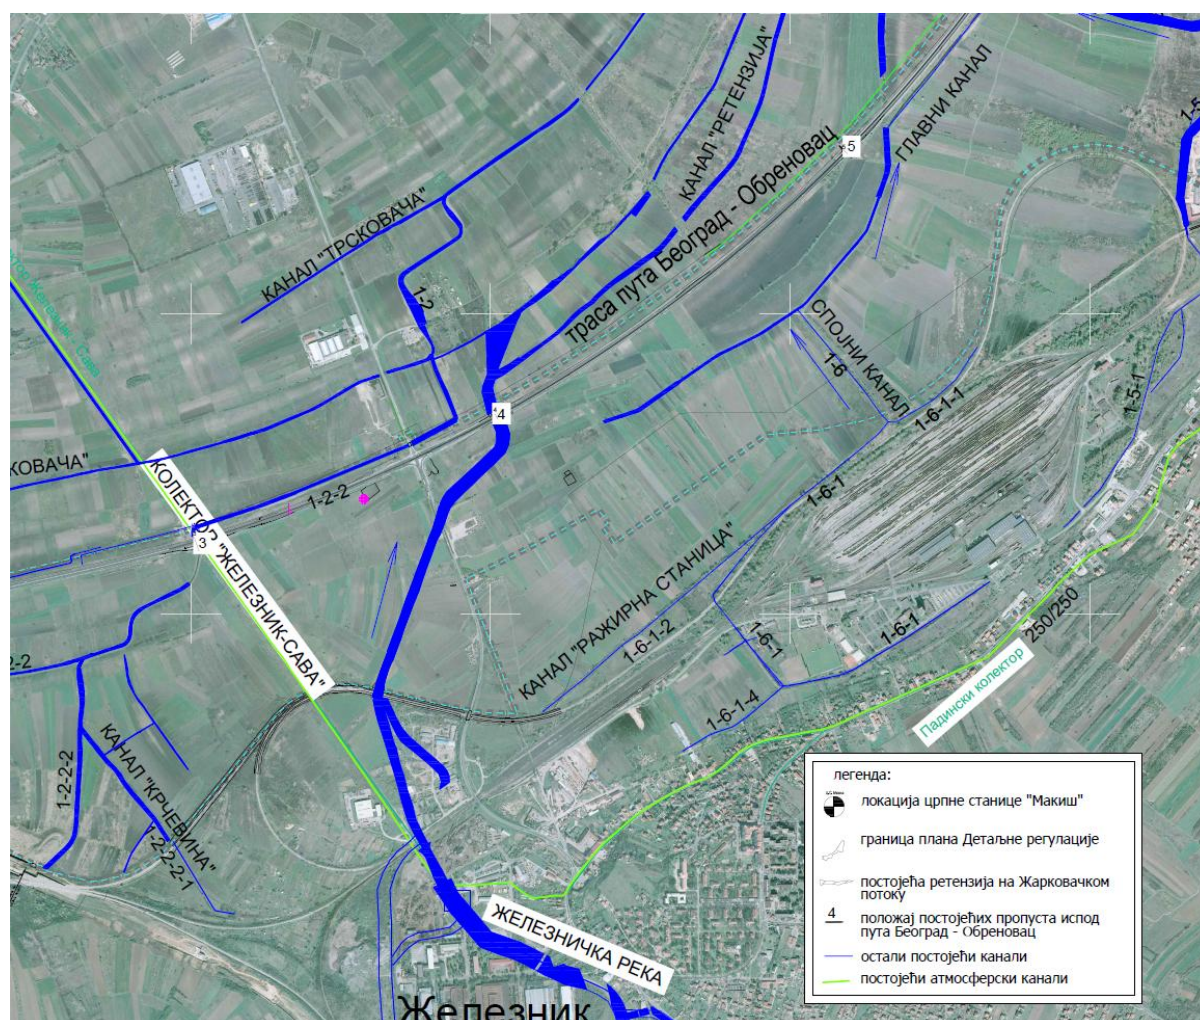 КАНАЛ "РЕТЕНЗИЈА"
ГЛАВНИ КАНАЛ
1-5
5
КАНАЛ "ТРСКОВАЧА"
траса пута Београд - Обреновац
1-2
СПОЈНИ КАНАЛ
1-6
1-6-1-1
1-5-1
4
КОВАЧА"
КОЛЕКТОР "ЖЕЛЕЗНИК-САВА"
1-2-2
3
1-6-1
КАНАЛ "РАЖИРНА СТАНИЦА"
1-6-1-2
1-6-1
1-6-1
250/250
Падински колектор
2-2
1-6-1-4
1-2-2-2
КАНАЛ "КРЧЕВИНА"
1-2-2-2-1
ЖЕЛЕЗНИЧКА РЕКА
Железник
легенда:
локација црпне станице "Макиш"
граница плана Детаљне регулације
постојећа ретензија на Жарковачком
потоку
4
положај постојећих пропуста испод
пута Београд - Обреновац
остали постојећи канали
постојећи атмосферски канали